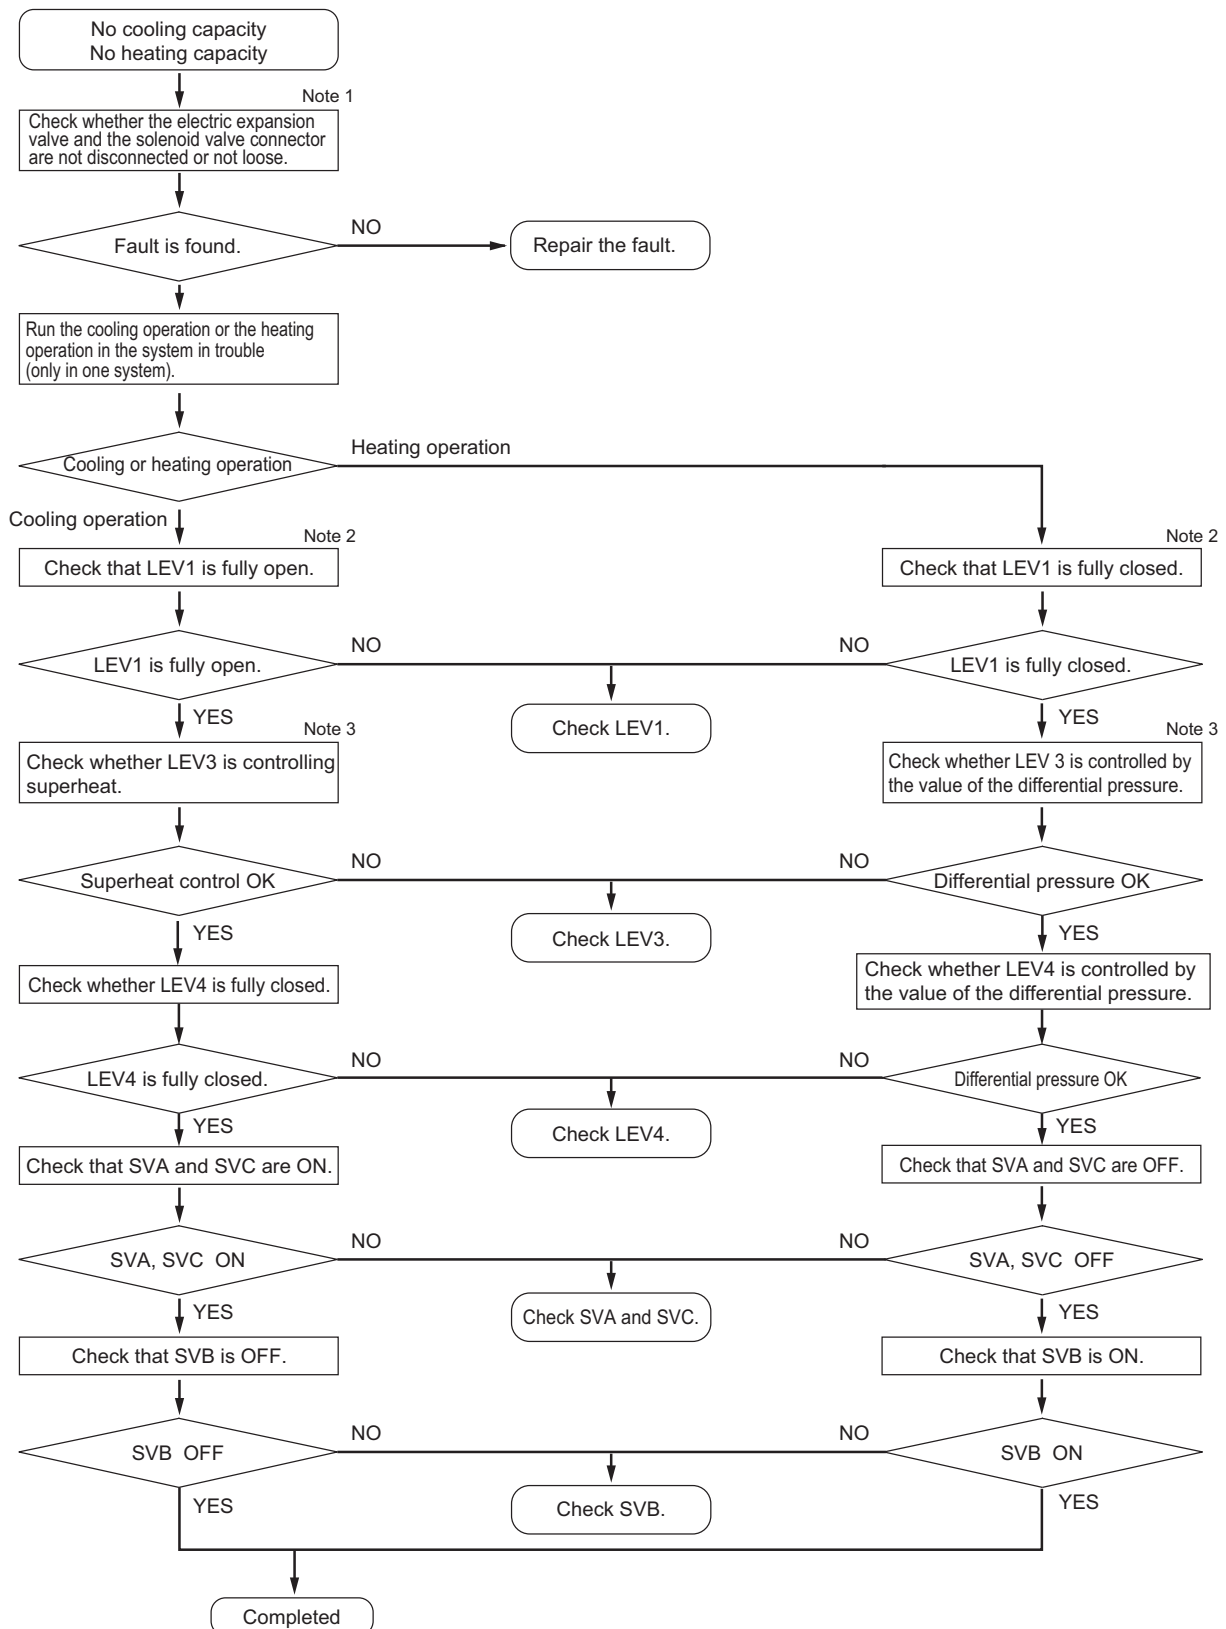 No cooling capacity
No heating capacity
Note 1
Check whether the electric expansion
valve and the solenoid valve connector
are not disconnected or not loose.
Fault is found.
NO
Repair the fault.
Run the cooling operation or the heating
operation in the system in trouble
(only in one system).
Cooling or heating operation
Heating operation
Cooling operation
Note 2
Note 2
Check that LEV1 is fully open.
Check that LEV1 is fully closed.
LEV1 is fully open.
NO
NO
LEV1 is fully closed.
YES
Check LEV1.
YES
Note 3
Note 3
Check whether LEV3 is controlling
superheat.
Check whether LEV 3 is controlled by
the value of the differential pressure.
Superheat control OK
NO
NO
Differential pressure OK
YES
Check LEV3.
YES
Check whether LEV4 is fully closed.
Check whether LEV4 is controlled by
the value of the differential pressure.
LEV4 is fully closed.
NO
NO
Differential pressure OK
YES
Check LEV4.
YES
Check that SVA and SVC are ON.
Check that SVA and SVC are OFF.
SVA, SVC  ON
NO
NO
SVA, SVC  OFF
YES
Check SVA and SVC.
YES
Check that SVB is OFF.
Check that SVB is ON.
SVB  OFF
NO
NO
SVB  ON
YES
Check SVB.
YES
Completed